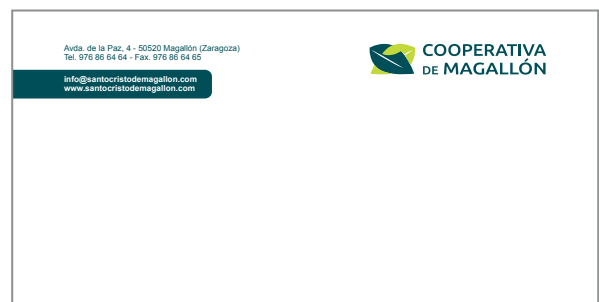 Avda. de la Paz, 4 - 50520 Magallón (Zaragoza)
Tel. 976 86 64 64 - Fax. 976 86 64 65
info@santocristodemagallon.com
www.santocristodemagallon.com
COOPERATIVA
DE MAGALLÓN